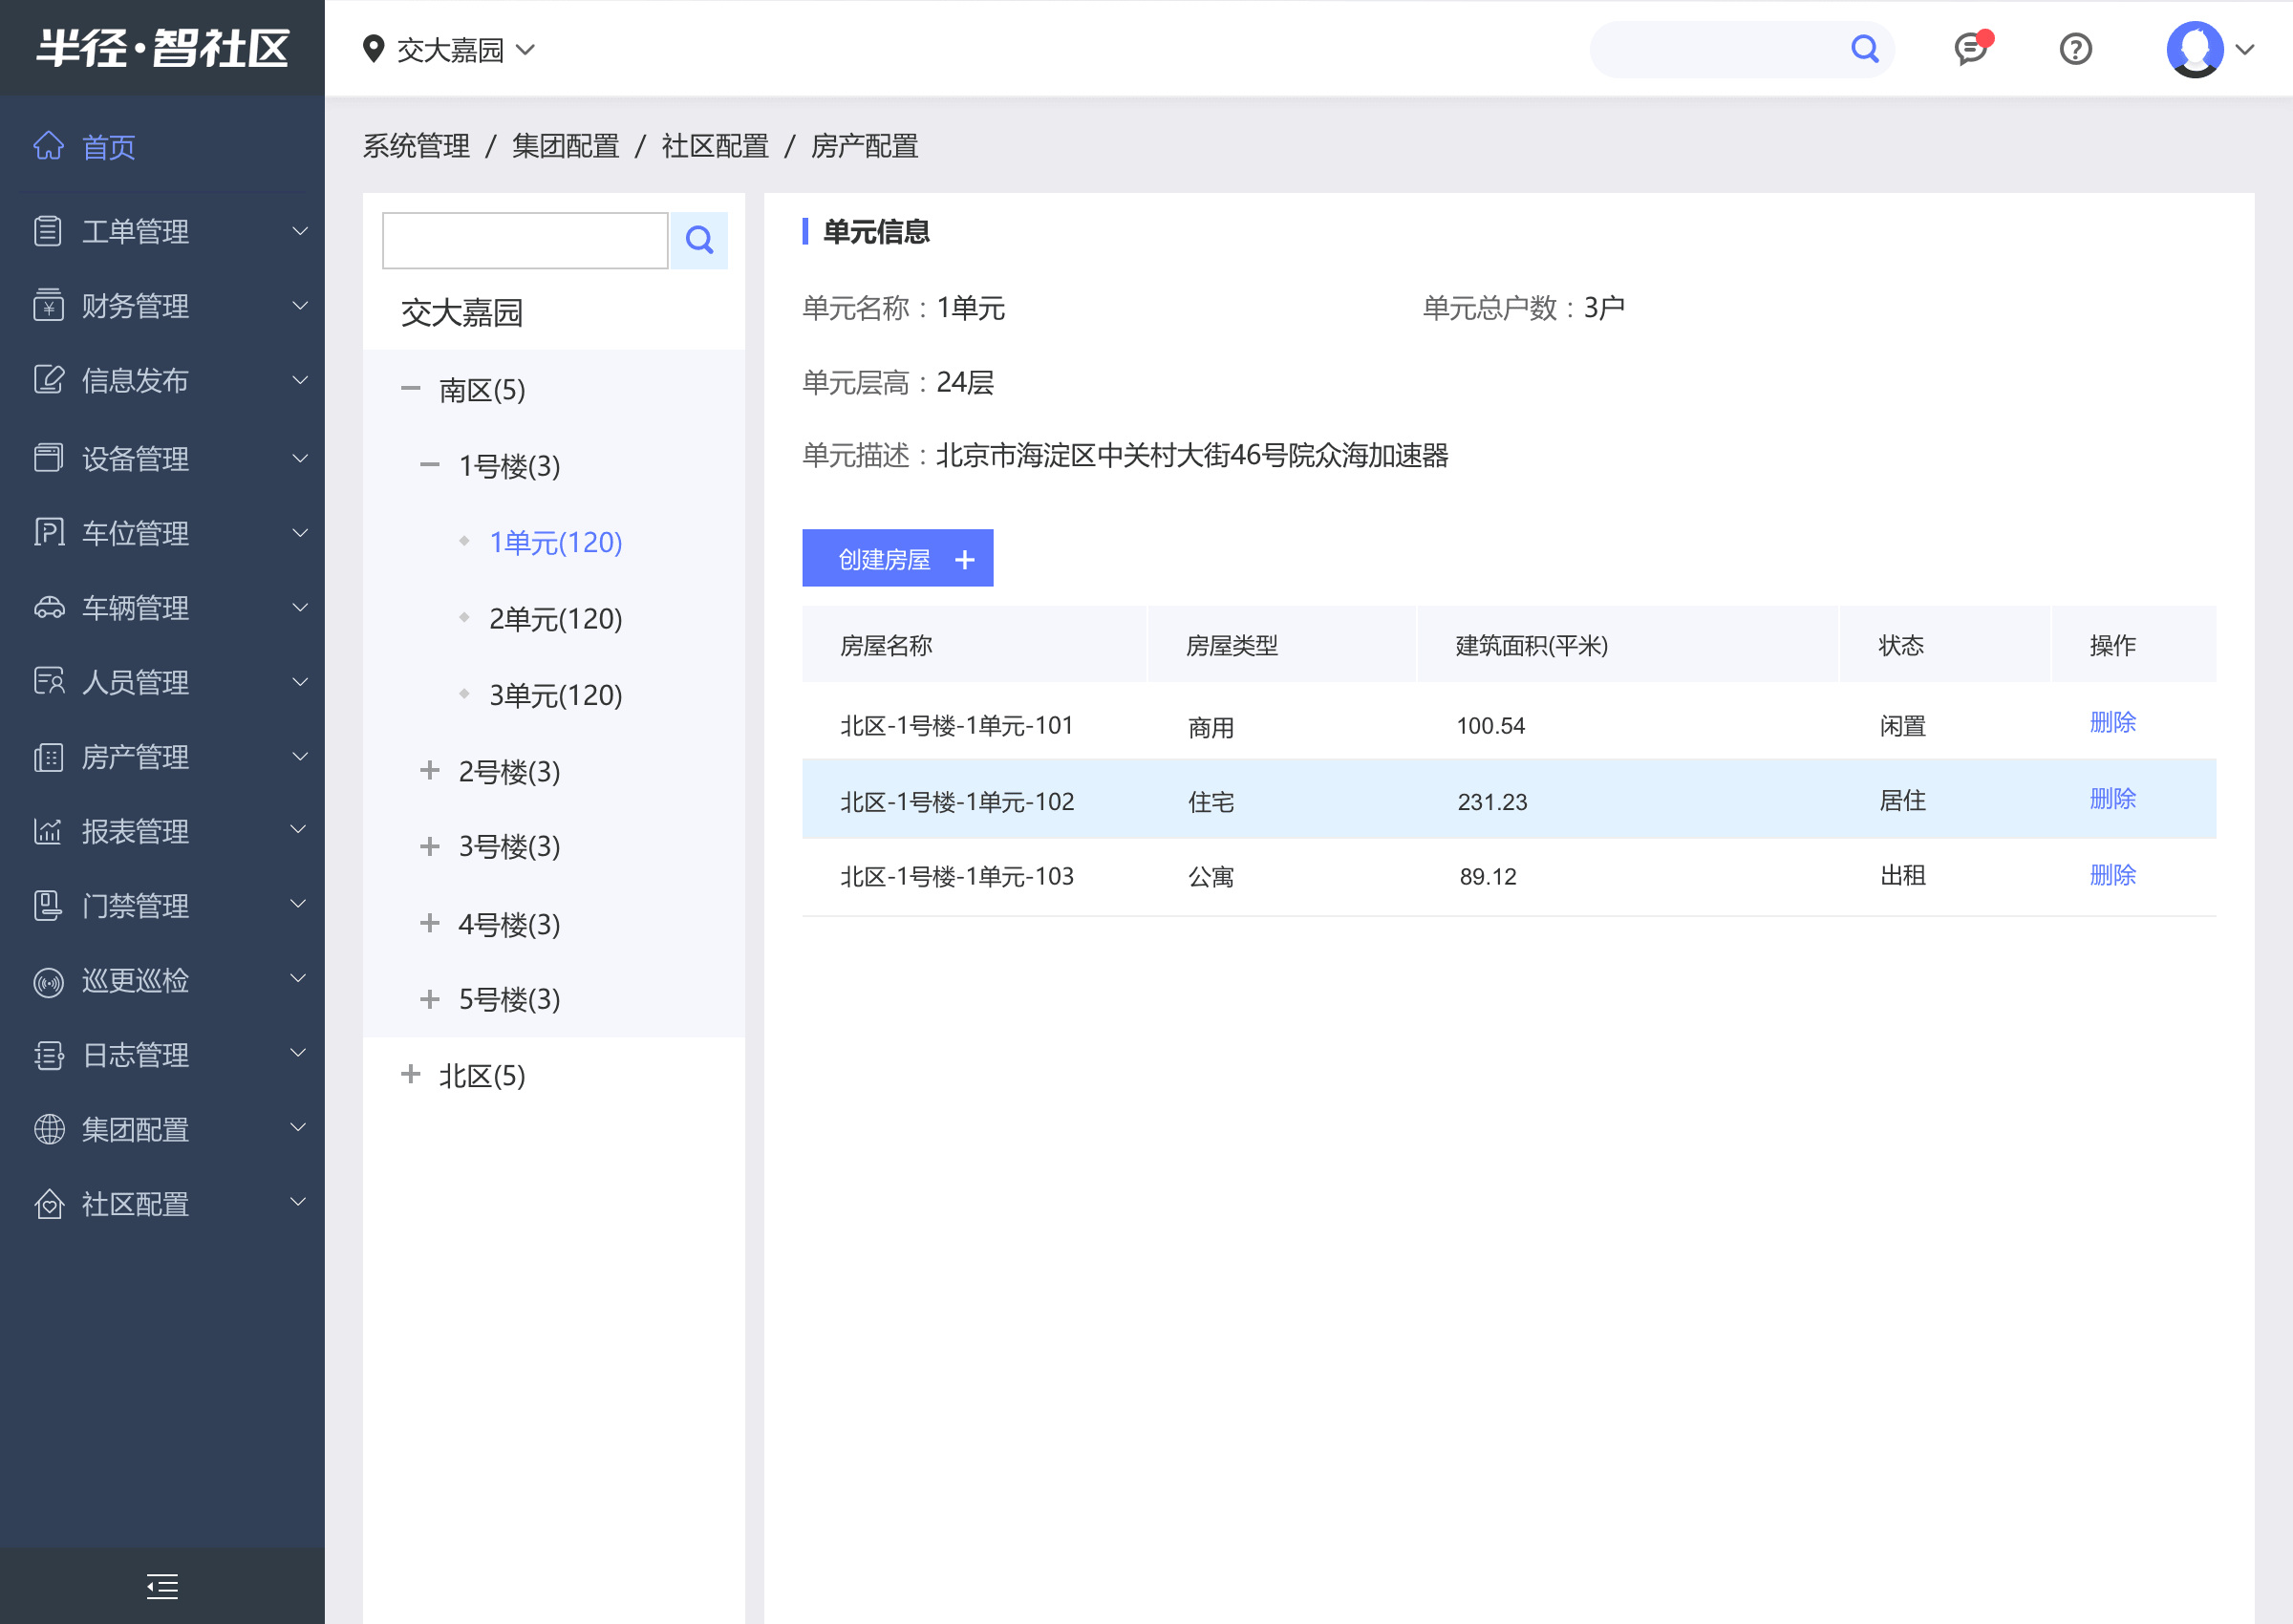 半径·智社区
交大嘉园
首页
工单管理
财务管理
信息发布
设备管理
车位管理
车辆管理
人员管理
房产管理
报表管理
门禁管理
巡更巡检
日志管理
集团配置
社区配置
系统管理 / 集团配置 / 社区配置 / 房产配置
交大嘉园
南区(5)
1号楼(3)
1单元(120)
2单元(120)
3单元(120)
2号楼(3)
3号楼(3)
4号楼(3)
5号楼(3)
北区(5)
单元信息
单元名称：1单元 单元总户数：3户
单元层高：24层
单元描述：北京市海淀区中关村大街46号院众海加速器
创建房屋 +
房屋名称 房屋类型 建筑面积(平米) 状态 操作
北区-1号楼-1单元-101 商用 100.54 闲置 删除
北区-1号楼-1单元-102 住宅 231.23 居住 删除
北区-1号楼-1单元-103 公寓 89.12 出租 删除